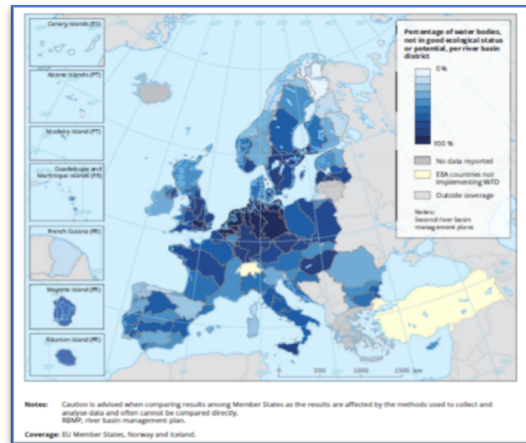 Canary Islands (ES)
Azores Islands (PT)
Madeira Island (PT)
Guadeloupe and
Martinique Islands (FR)
French Guiana (FR)
Mayotte Island (FR)
Réunion Island (FR)
Percentage of water bodies,
not in good ecological status
or potential, per river basin
district
0 %
100 %
No data reported
EEA countries not
implementing WFD
Outside coverage
Notes:
Second river basin
management plans
0 500 1000 1500 km
Notes: Caution is advised when comparing results among Member States as the results are affected by the methods used to collect and
analyse data and often cannot be compared directly.
RBMP, river basin management plan.
Coverage: EU Member States, Norway and Iceland.